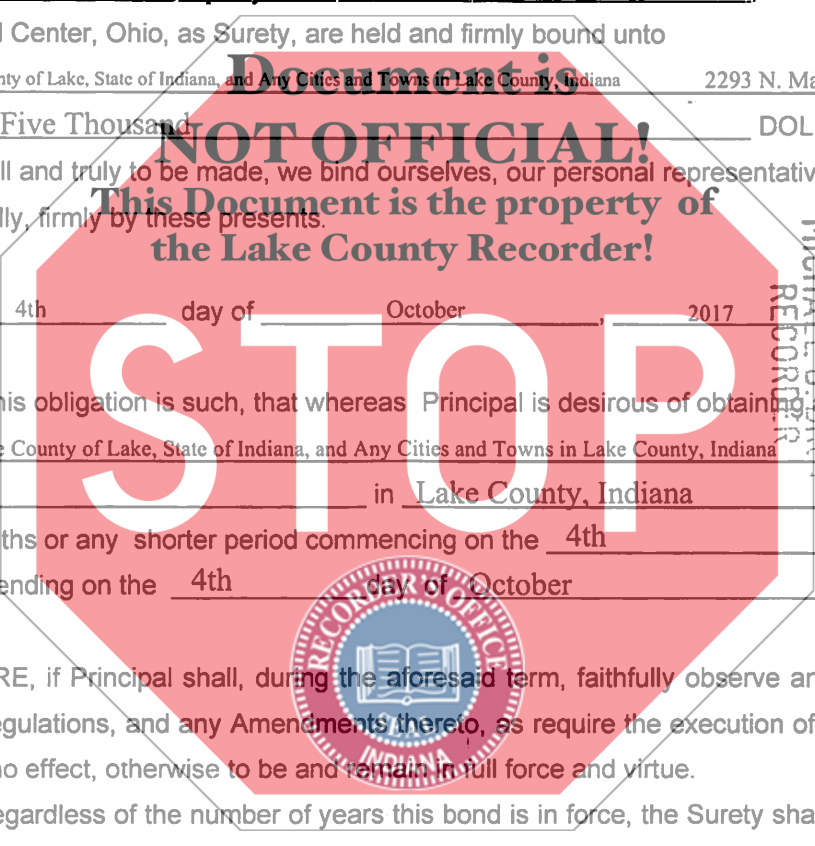 l Center, Ohio, as Surety, are held and firmly bound unto
nty of Lake, State of Indiana, and Any Cities and Towns in Lake County, Indiana 2293 N. Ma
Document is
Five Thousand DOL
NOT OFFICIAL!
ll and truly to be made, we bind ourselves, our personal representativ
This Document is the property of
lly, firmly by these presents.
the Lake County Recorder!
4th day of October, 2017
RECORDER
STOP
his obligation is such, that whereas Principal is desirous of obtaining
e County of Lake, State of Indiana, and Any Cities and Towns in Lake County, Indiana
in Lake County, Indiana
ths or any shorter period commencing on the 4th
ending on the 4th day of October
RECORDER'S OFFICE
RE, if Principal shall, during the aforesaid term, faithfully observe an
egulations, and any Amendments thereto, as require the execution of
INDIANA
no effect, otherwise to be and remain in full force and virtue.
egardless of the number of years this bond is in force, the Surety sha